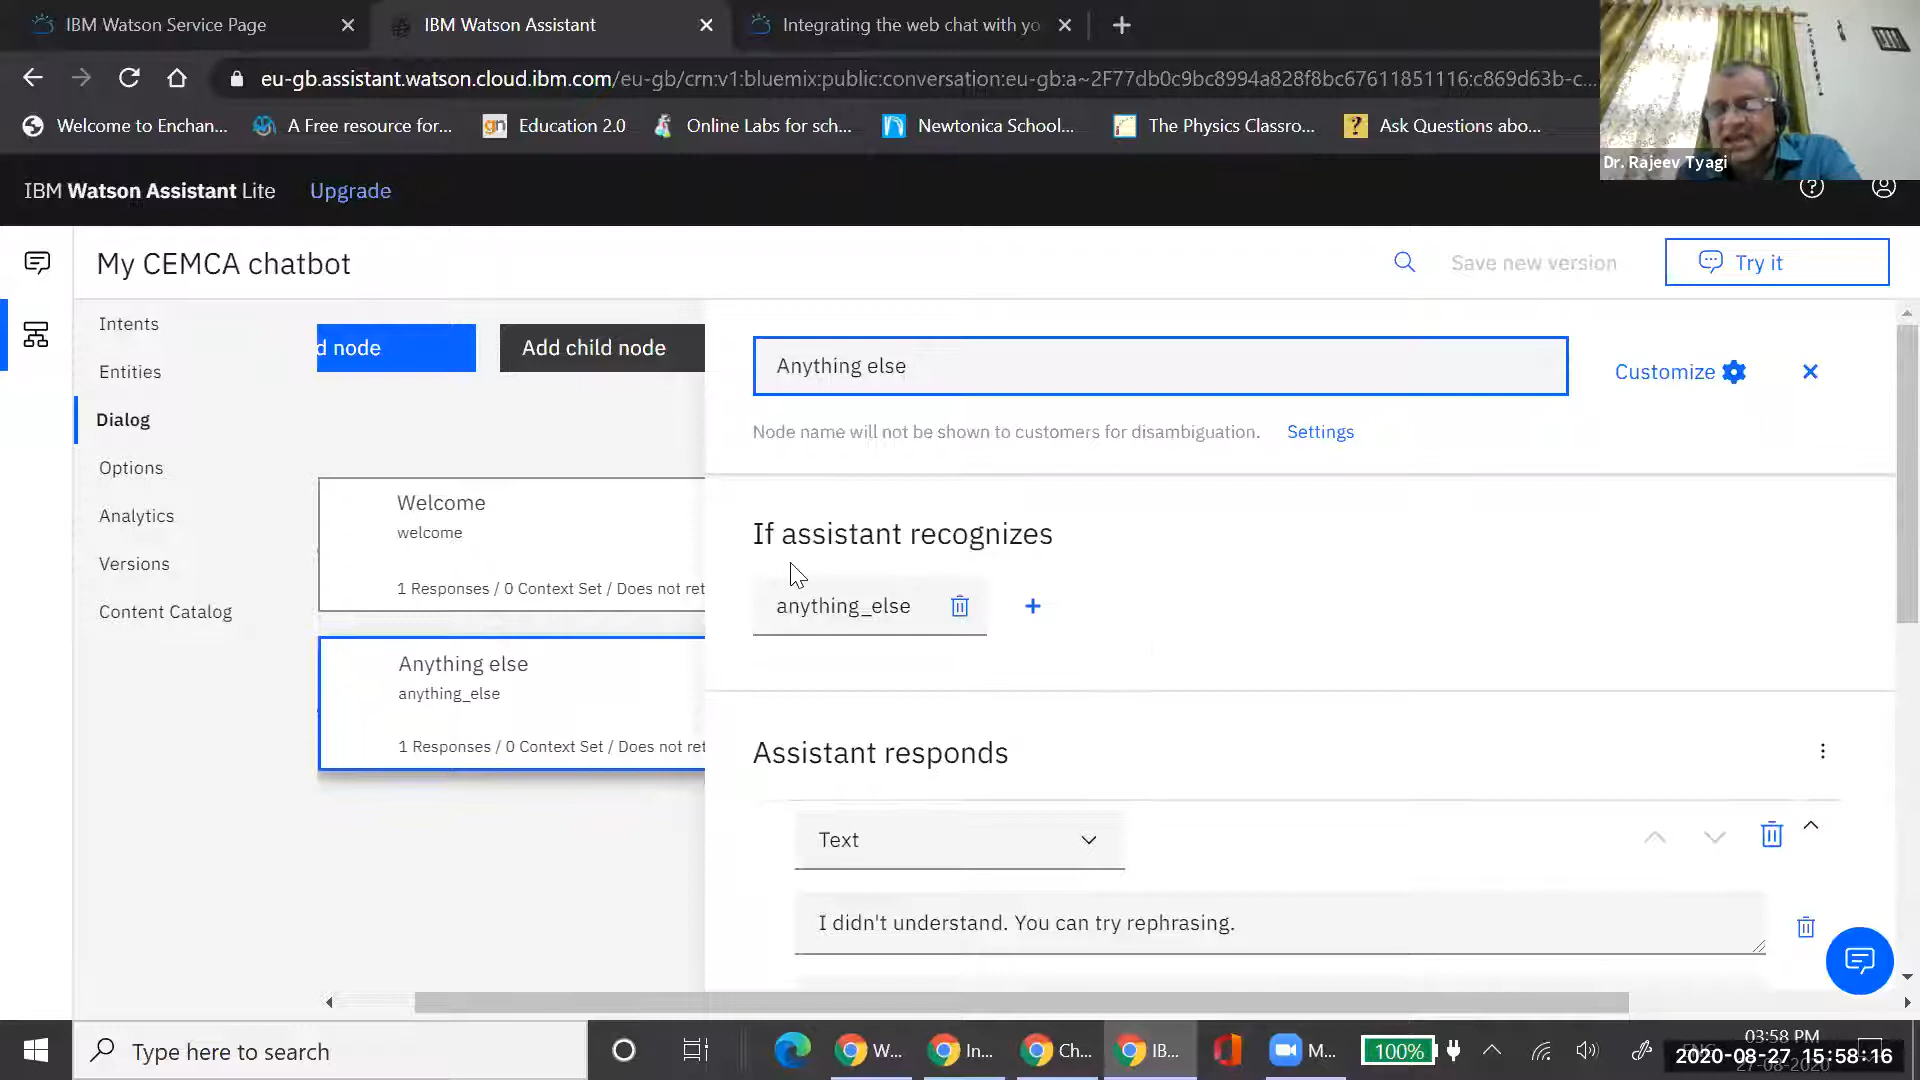 IBM Watson Service Page
IBM Watson Assistant
Integrating the web chat with yo
eu-gb.assistant.watson.cloud.ibm.com/eu-gb/crn:v1:bluemix:public:conversation:eu-gb:a~2F77db0c9bc8994a828f8bc67611851116:c869d63b-c...
Welcome to Enchan...
A Free resource for...
gn Education 2.0
Online Labs for sch...
Newtonica School...
The Physics Classro...
Ask Questions abo...
Dr. Rajeev Tyagi
IBM Watson Assistant Lite
Upgrade
My CEMCA chatbot
Save new version
Try it
Intents
Entities
Dialog
Options
Analytics
Versions
Content Catalog
d node
Add child node
Welcome
welcome
1 Responses / 0 Context Set / Does not ret
Anything else
anything_else
1 Responses / 0 Context Set / Does not ret
Anything else
Customize
Node name will not be shown to customers for disambiguation. Settings
If assistant recognizes
anything_else
Assistant responds
Text
I didn't understand. You can try rephrasing.
Type here to search
W...
In...
Ch...
IB...
M...
100%
03:58 PM
2020-08-27 15:58:16
27-08-2020